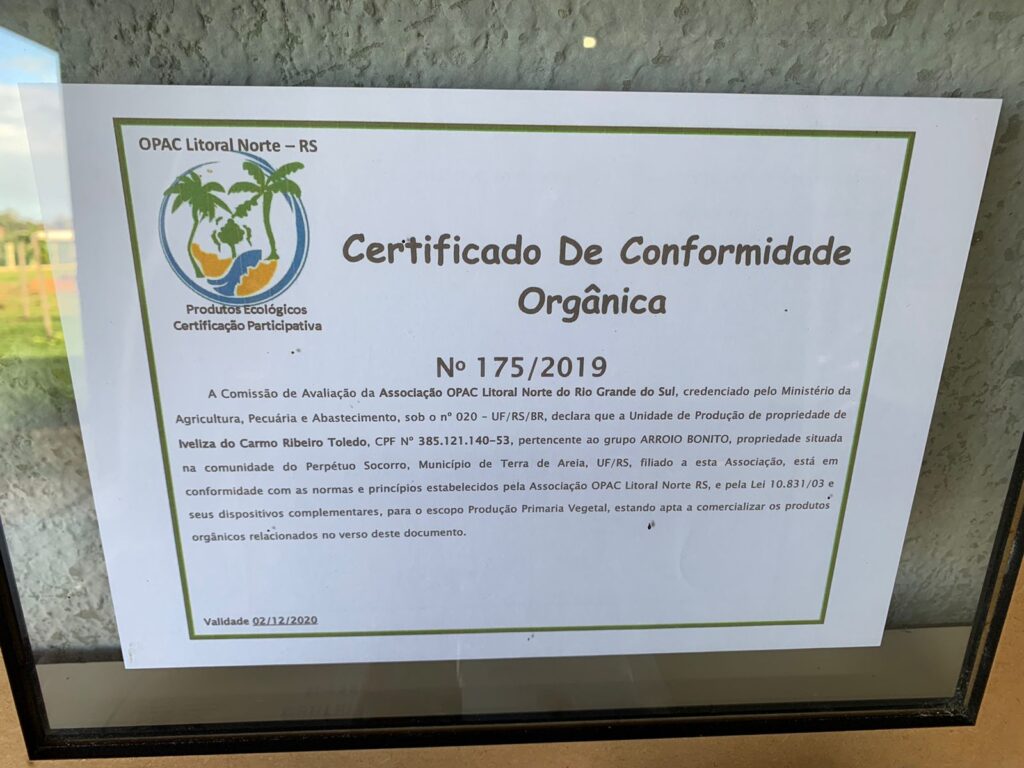 OPAC Litoral Norte – RS
Produtos Ecológicos
Certificação Participativa
Certificado De Conformidade
Orgânica
Nº 175/2019
A Comissão de Avaliação da Associação OPAC Litoral Norte do Rio Grande do Sul, credenciado pelo Ministério da
Agricultura, Pecuária e Abastecimento, sob o nº 020 – UF/RS/BR, declara que a Unidade de Produção de propriedade de
Iveliza do Carmo Ribeiro Toledo, CPF Nº 385.121.140-53, pertencente ao grupo ARROIO BONITO, propriedade situada
na comunidade do Perpétuo Socorro, Município de Terra de Areia, UF/RS, filiado a esta Associação, está em
conformidade com as normas e princípios estabelecidos pela Associação OPAC Litoral Norte RS, e pela Lei 10.831/03 e
seus dispositivos complementares, para o escopo Produção Primaria Vegetal, estando apta a comercializar os produtos
orgânicos relacionados no verso deste documento.
Validade 02/12/2020